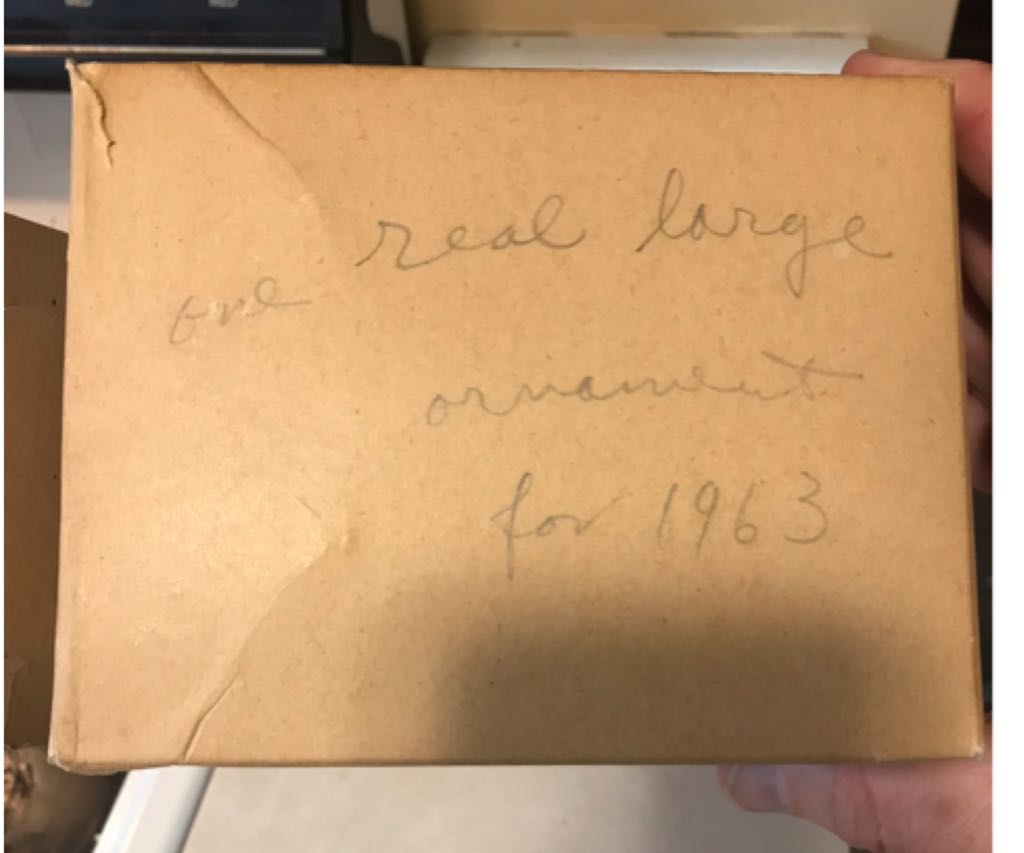 one real large
ornament
for 1963